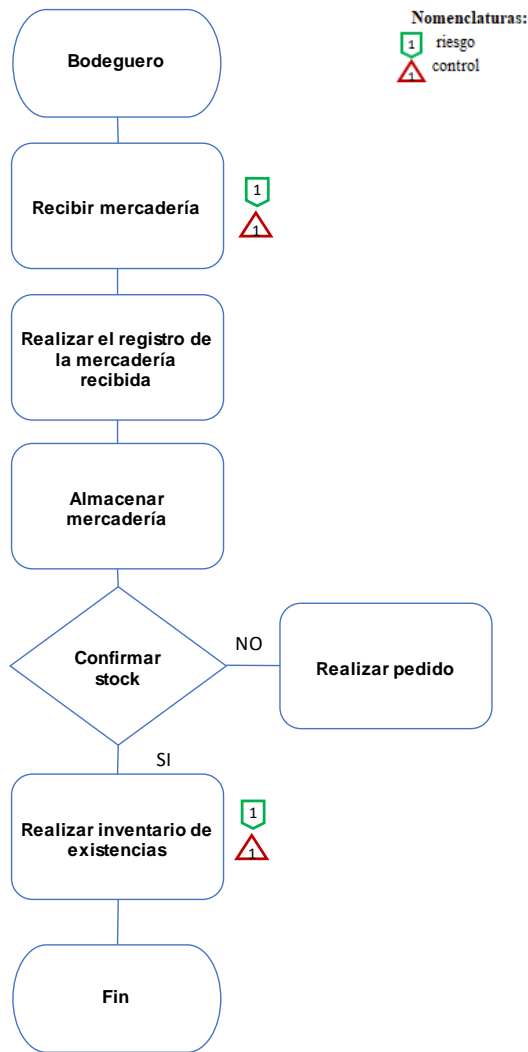 Nomenclaturas:
1 riesgo
1 control
Bodeguero
Recibir mercadería
1
1
Realizar el registro de
la mercadería
recibida
Almacenar
mercadería
Confirmar
stock
NO
Realizar pedido
SI
Realizar inventario de
existencias
1
1
Fin